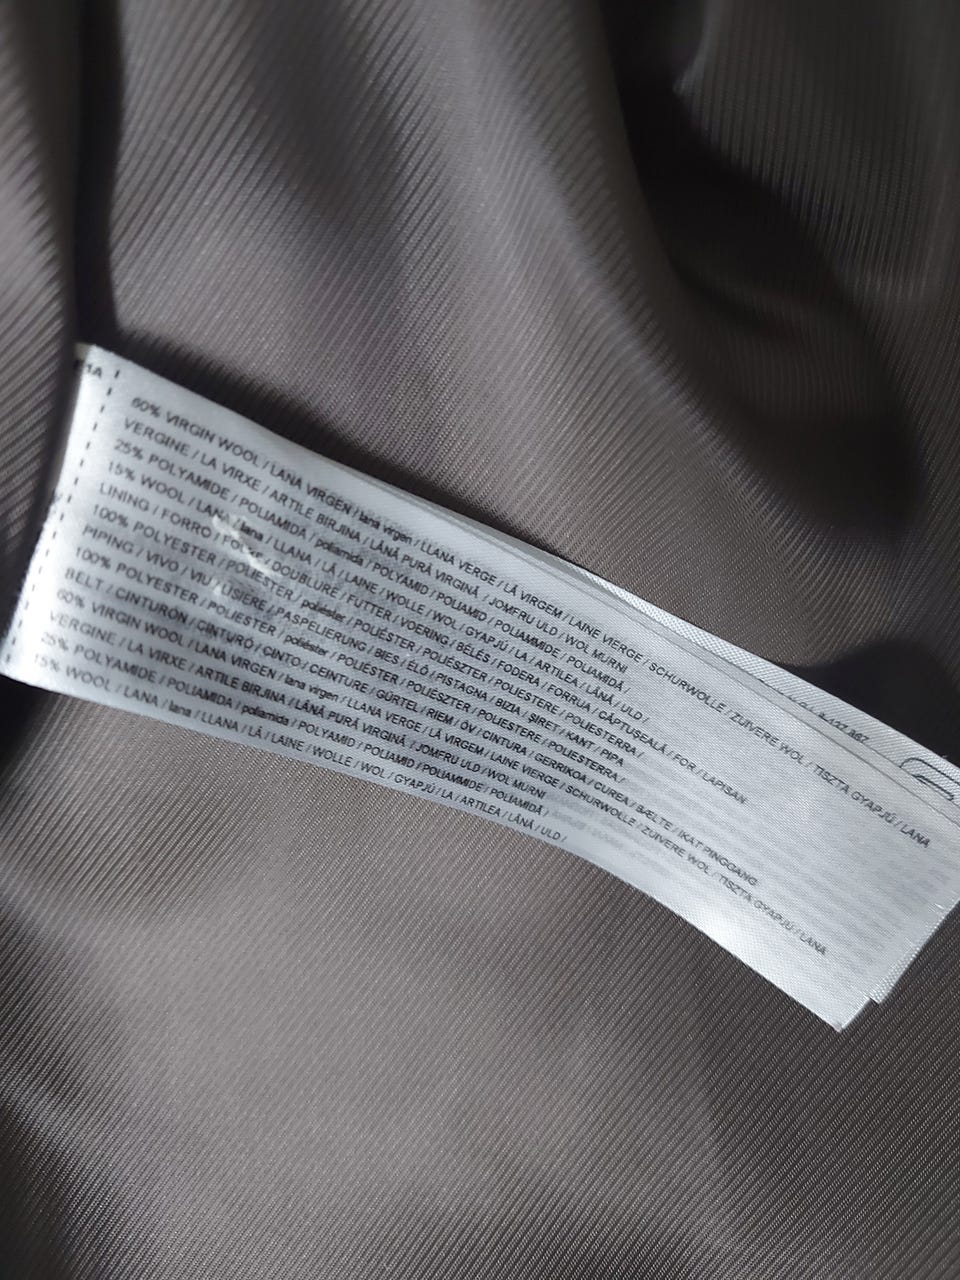 1A
60% VIRGIN WOOL / LANA VIRGEN / lana virgen / LLANA VERGE / LÃ VIRGEM / LAINE VIERGE / SCHURWOLLE / ZUIVERE WOL / TISZTA GYAPJÚ / LANA
VERGINE / LA VIRXE / ARTILE BIRJINA / LÂNĂ PURĂ VIRGINĂ / JOMFRU ULD / WOL MURNI
25% POLYAMIDE / POLIAMIDA / poliamida / POLYAMID / POLIAMID / POLIAMMIDE / POLIAMIDĂ /
15% WOOL / LANA / lana / LLANA / LÃ / LAINE / WOLLE / WOL / GYAPJÚ / LA / ARTILEA / LÂNĂ / ULD /
LINING / FORRO / DOUBLURE / FUTTER / VOERING / BÉLÉS / FODERA / FORRUA / CĂPTUŞEALĂ / FOR / LAPISAN
100% POLYESTER / POLIESTER / poliéster / POLIÉSTER / POLIÉSZTER / POLIESTERE / POLIESTERRA /
PIPING / VIVO / VIU / LISIERE / PASPELIERUNG / BIES / ÉLŐ / PISTAGNA / BIZIA / ŞIRET / KANT / PIPA
100% POLYESTER / POLIESTER / poliéster / POLIÉSTER / POLIÉSZTER / POLIESTERE / POLIESTERRA /
BELT / CINTURÓN / CINTURÓ / CINTO / CEINTURE / GÜRTEL / RIEM / ÖV / CINTURA / GERRIKOA / CUREA / BÆLTE / IKAT PINGGANG
60% VIRGIN WOOL / LANA VIRGEN / lana virgen / LLANA VERGE / LÃ VIRGEM / LAINE VIERGE / SCHURWOLLE / ZUIVERE WOL / TISZTA GYAPJÚ / LANA
VERGINE / LA VIRXE / ARTILE BIRJINA / LÂNĂ PURĂ VIRGINĂ / JOMFRU ULD / WOL MURNI
25% POLYAMIDE / POLIAMIDA / poliamida / POLYAMID / POLIAMID / POLIAMMIDE / POLIAMIDĂ /
15% WOOL / LANA / lana / LLANA / LÃ / LAINE / WOLLE / WOL / GYAPJÚ / LA / ARTILEA / LÂNĂ / ULD /